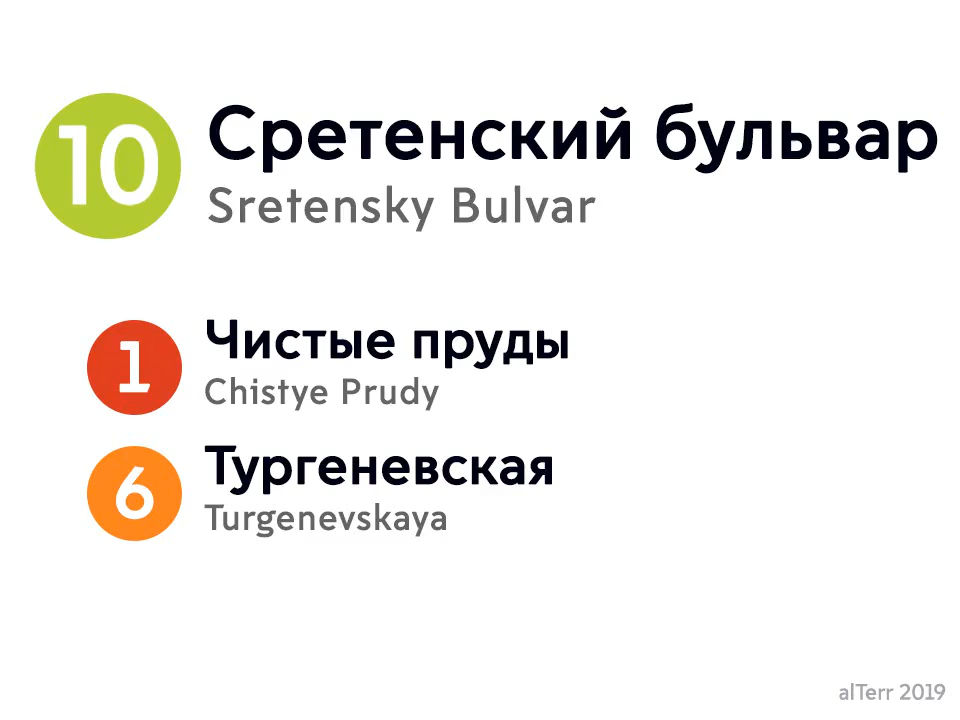 10
Сретенский бульвар
Sretensky Bulvar
1
Чистые пруды
Chistye Prudy
6
Тургеневская
Turgenevskaya
alTerr 2019